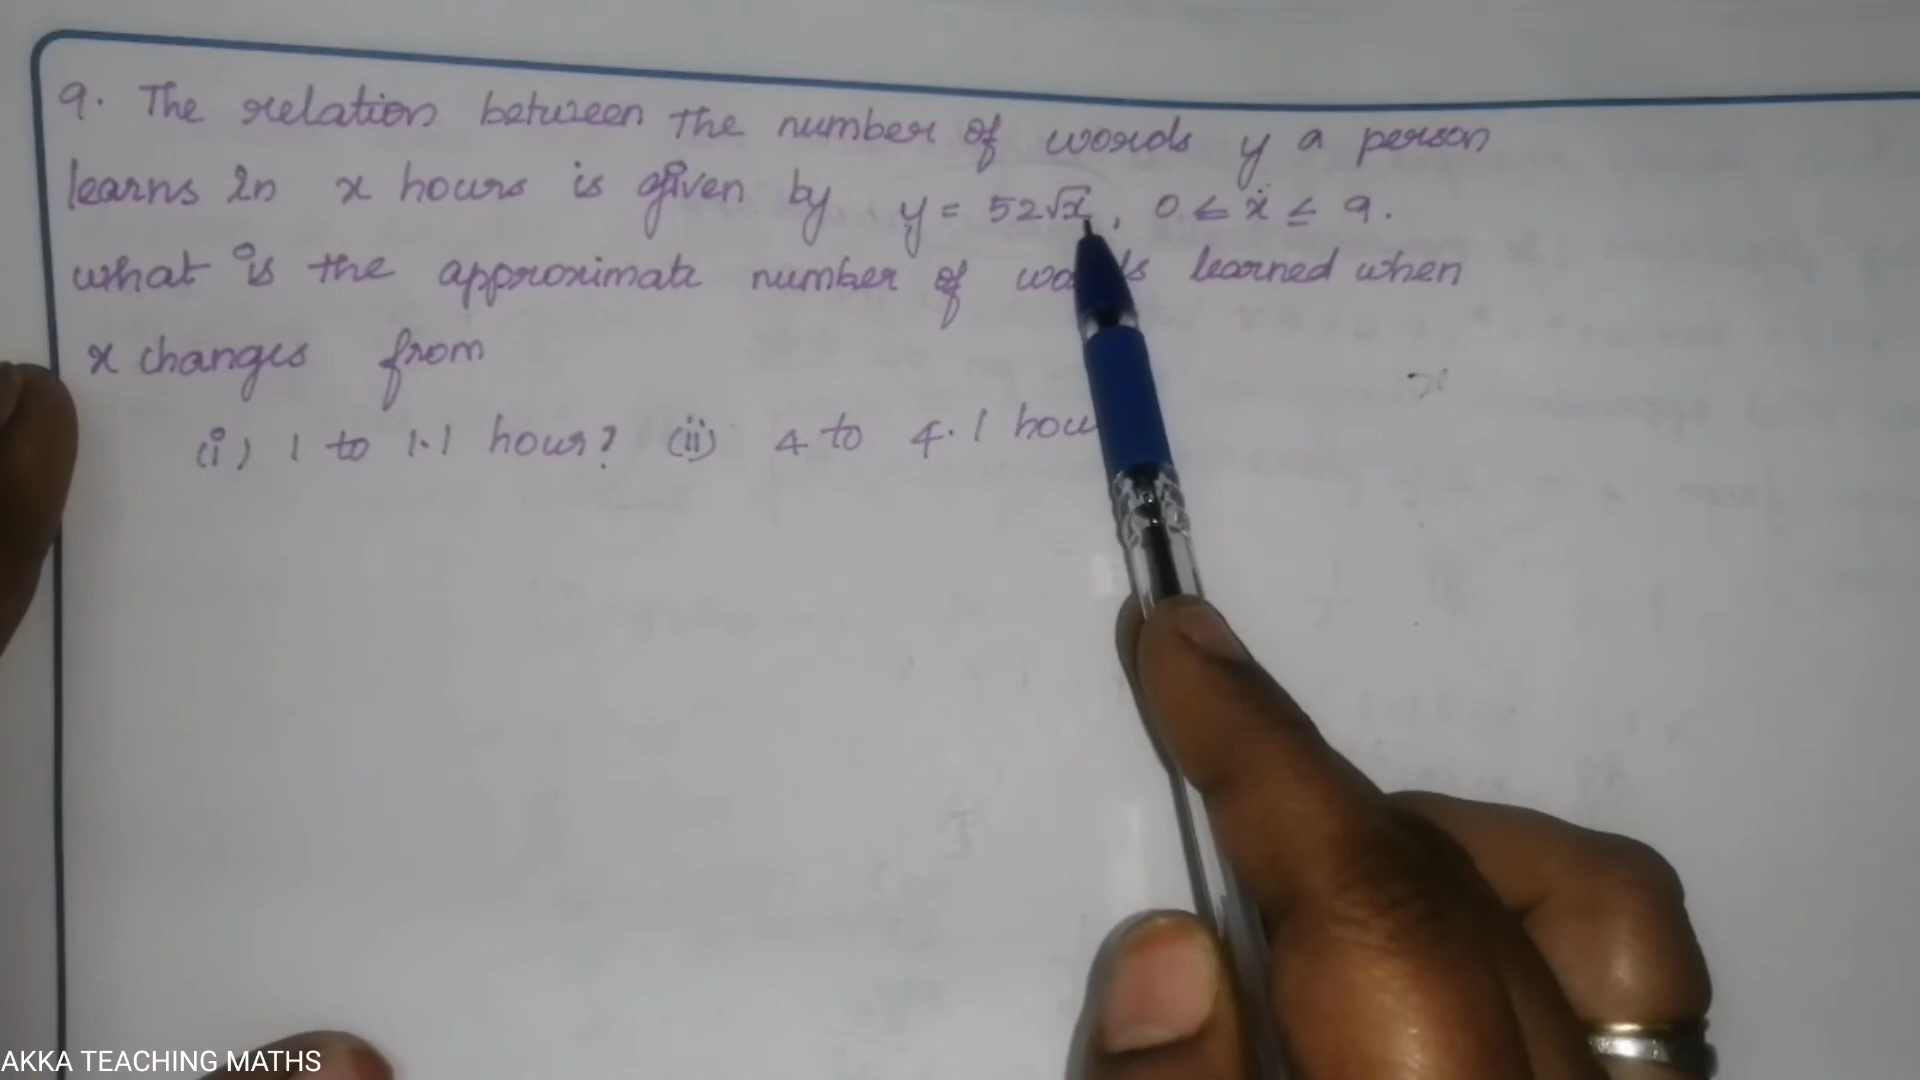 9. The relation between the number of words y a person
learns in x hours is given by y = 52√x, 0 ≤ x ≤ 9.
what is the approximate number of words learned when
x changes from
(i) 1 to 1.1 hour? (ii) 4 to 4.1 hou
AKKA TEACHING MATHS